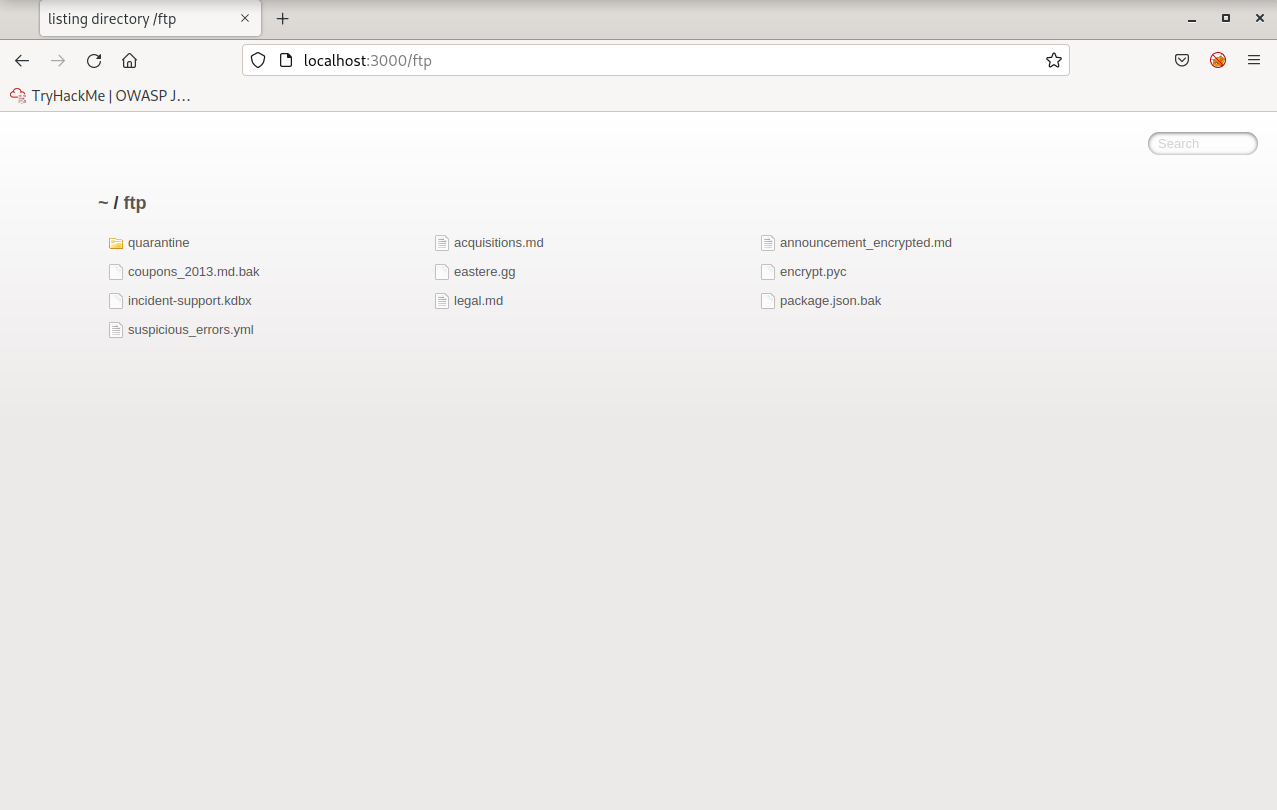 listing directory /ftp
localhost:3000/ftp
TryHackMe | OWASP J...
Search
~ / ftp
quarantine acquisitions.md announcement_encrypted.md
coupons_2013.md.bak eastere.gg encrypt.pyc
incident-support.kdbx legal.md package.json.bak
suspicious_errors.yml